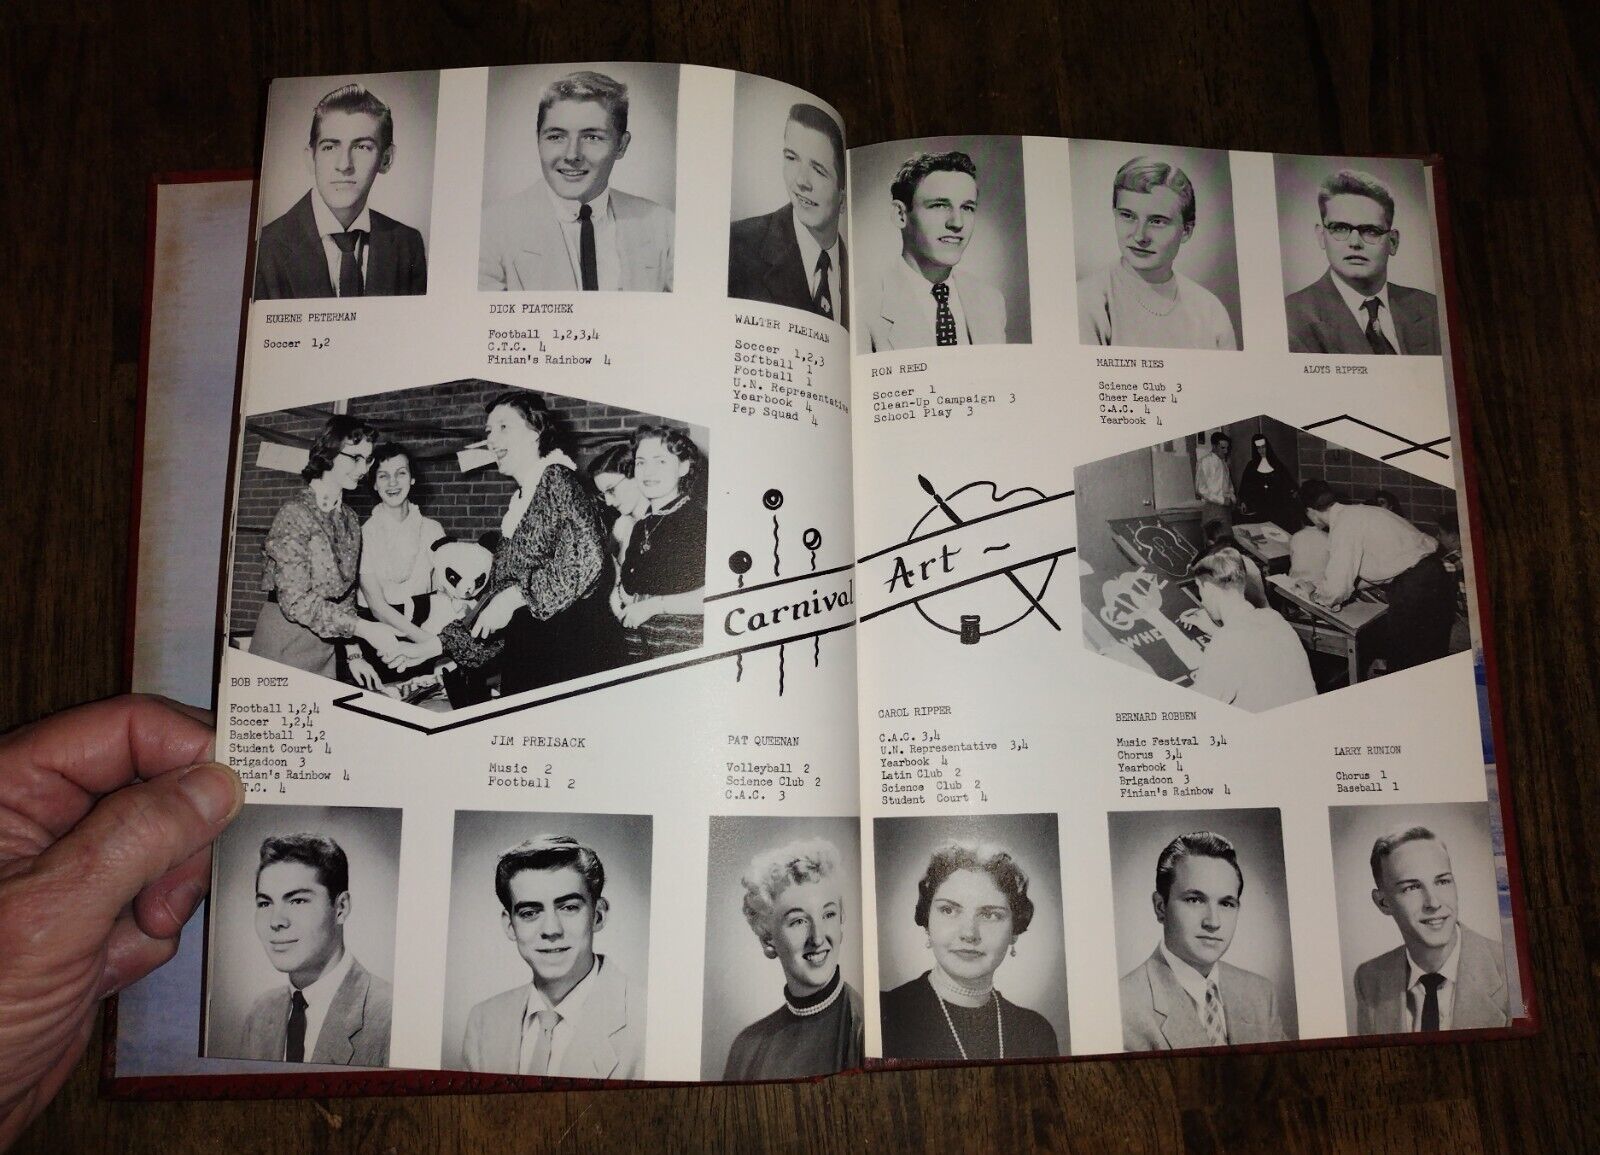 EUGENE PETERMAN
Soccer 1,2
DICK PIATCHEK
Football 1,2,3,4
C.T.C. 4
Finian's Rainbow 4
WALTER PLEIMAN
Soccer 1,2,3
Softball 1
Football 1
U.N. Representative
Yearbook 4
Pep Squad 4
BOB POETZ
Football 1,2,4
Soccer 1,2,4
Basketball 1,2
Student Court 4
Brigadoon 3
Finian's Rainbow 4
.T.C. 4
JIM PREISACK
Music 2
Football 2
PAT QUEENAN
Volleyball 2
Science Club 2
C.A.C. 3
Carnival
RON REED
Soccer 1
Clean-Up Campaign 3
School Play 3
MARILYN RIES
Science Club 3
Cheer Leader 4
C.A.C. 4
Yearbook 4
ALOYS RIPPER
Art ~
GIVE
WHE
CAROL RIPPER
C.A.C. 3,4
U.N. Representative 3,4
Yearbook 4
Latin Club 2
Science Club 2
Student Court 4
BERNARD ROBBEN
Music Festival 3,4
Chorus 3,4
Yearbook 4
Brigadoon 3
Finian's Rainbow 4
LARRY RUNION
Chorus 1
Baseball 1